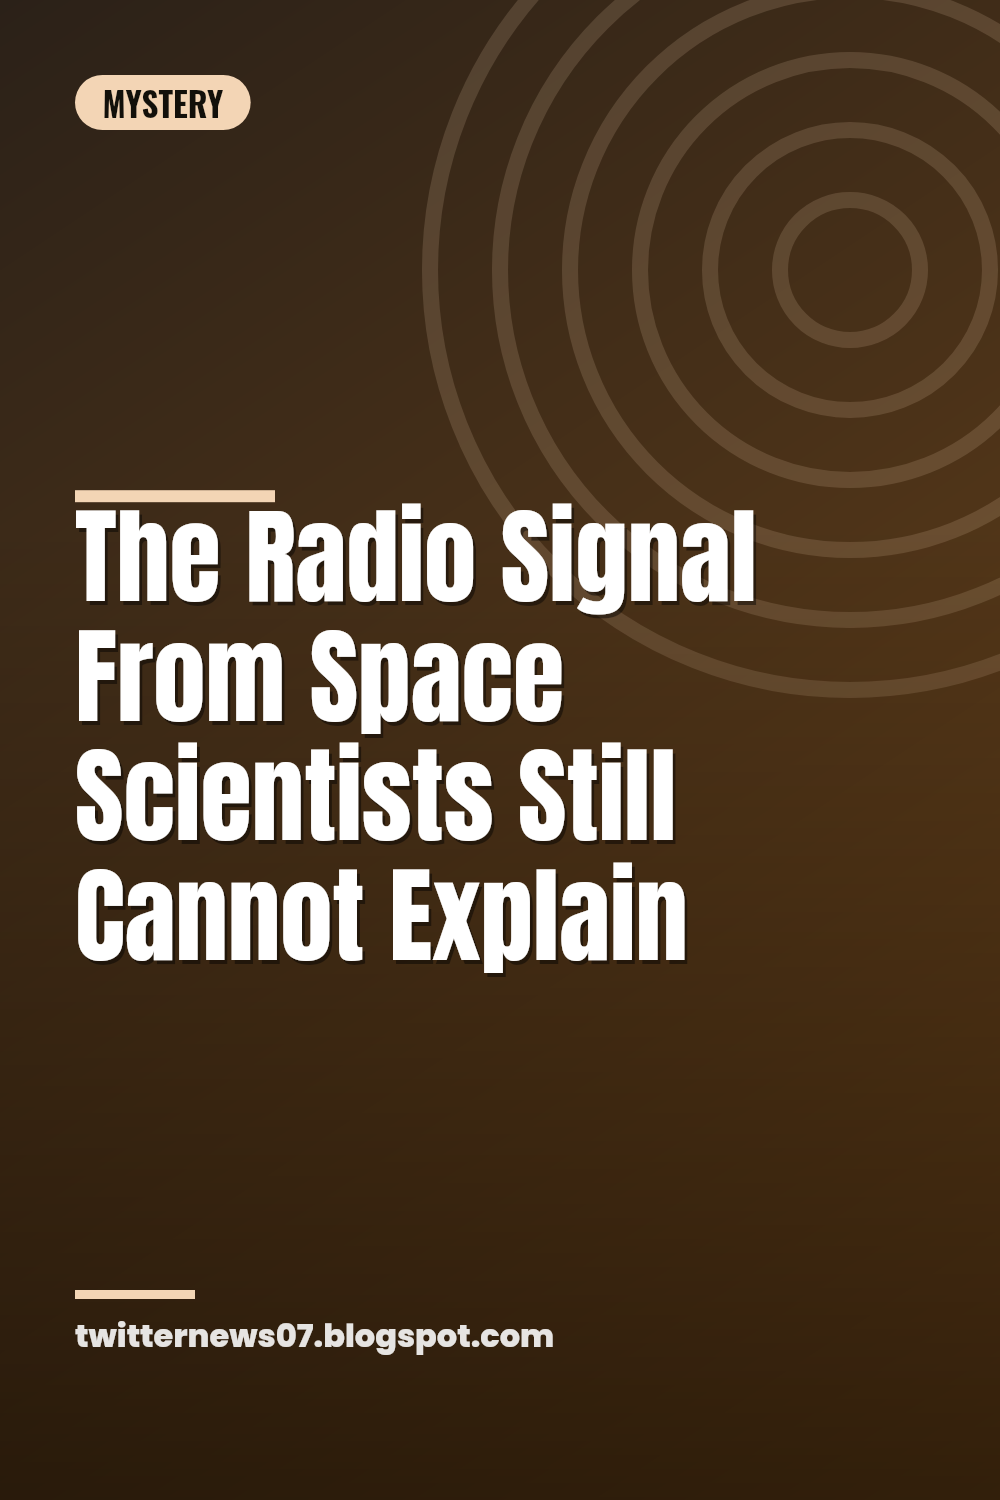 MYSTERY
The Radio Signal
From Space
Scientists Still
Cannot Explain
twitternews07.blogspot.com